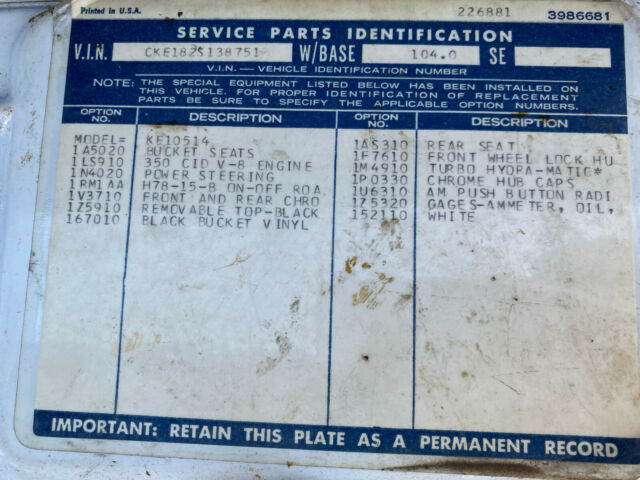 Printed in U.S.A. 226881 3986681
SERVICE PARTS IDENTIFICATION
V.I.N. CKE182S138751 W/BASE 104.0 SE
V.I.N. — VEHICLE IDENTIFICATION NUMBER
NOTE: THE SPECIAL EQUIPMENT LISTED BELOW HAS BEEN INSTALLED ON
THIS VEHICLE. FOR PROPER IDENTIFICATION OF REPLACEMENT
PARTS BE SURE TO SPECIFY THE APPLICABLE OPTION NUMBERS.
OPTION NO. DESCRIPTION OPTION NO. DESCRIPTION
MODEL= KE10514
1A5020 BUCKET SEATS
1LS910 350 CID V-8 ENGINE
1N4020 POWER STEERING
1RM1AA H78-15-B ON-OFF ROA
1V3710 FRONT AND REAR CHRO
1Z5910 REMOVABLE TOP-BLACK
167010 BLACK BUCKET VINYL
1AS310 REAR SEAT
1F7610 FRONT WHEEL LOCK HU
1M4910 TURBO HYDRA-MATIC*
1P0330 CHROME HUB CAPS
1U6310 AM PUSH BUTTON RADI
1Z5320 GAGES-AMMETER, OIL,
152110 WHITE
IMPORTANT: RETAIN THIS PLATE AS A PERMANENT RECORD